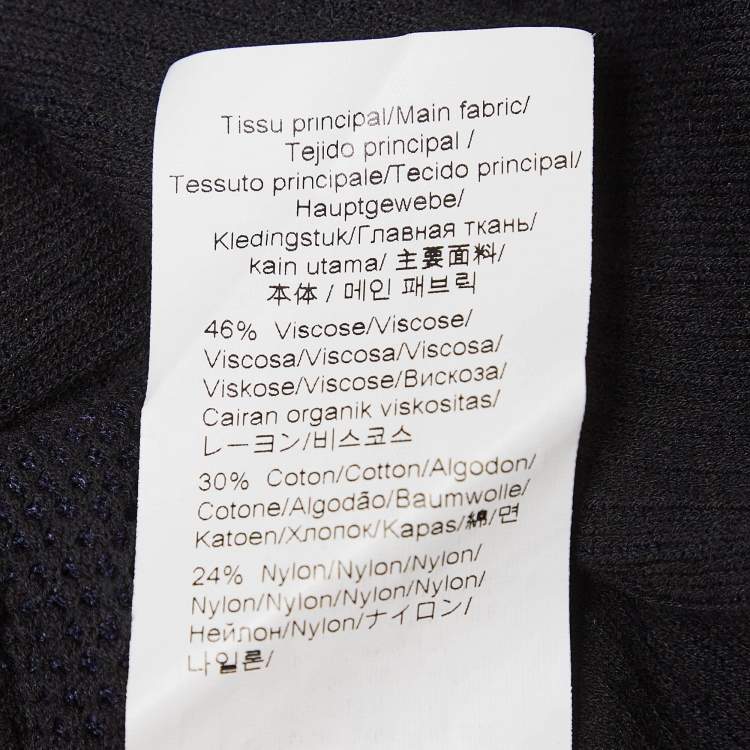 Tissu principal/Main fabric/
Tejido principal /
Tessuto principale/Tecido principal/
Hauptgewebe/
Kledingstuk/Главная ткань/
kain utama/ 主要面料/
本体 / 메인 패브릭
46% Viscose/Viscose/
Viscosa/Viscosa/Viscosa/
Viskose/Viscose/Вискоза/
Cairan organik viskositas/
レーヨン/비스코스
30% Coton/Cotton/Algodon/
Cotone/Algodão/Baumwolle/
Katoen/Хлопок/Kapas/綿/면
24% Nylon/Nylon/Nylon/
Nylon/Nylon/Nylon/Nylon/
Нейлон/Nylon/ナイロン/
나일론/